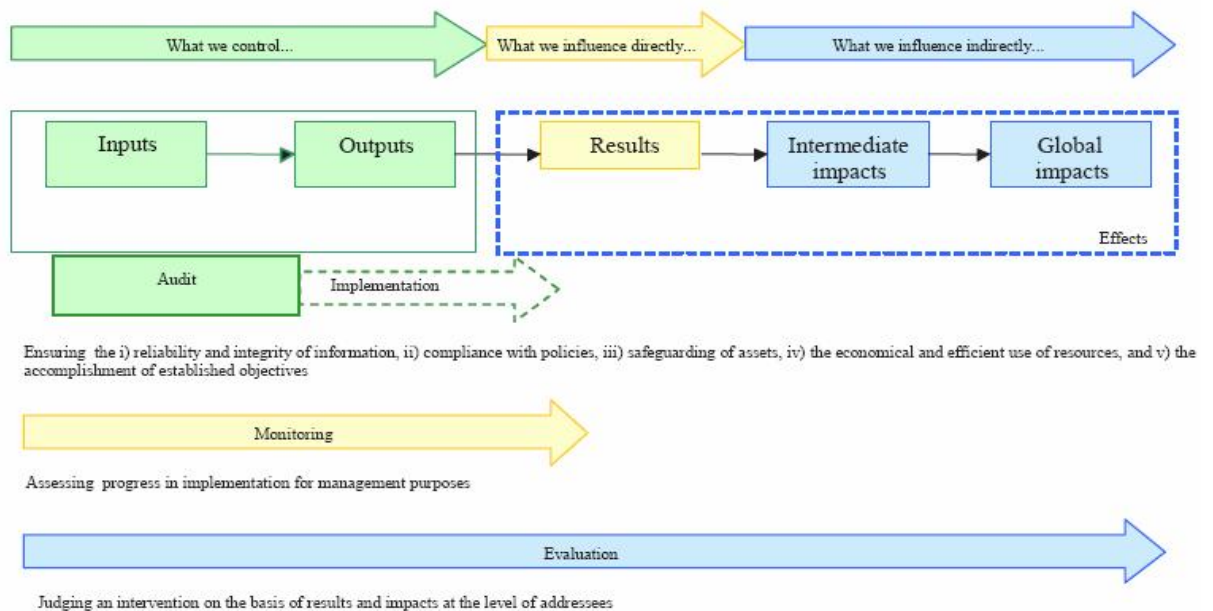 What we control...
What we influence directly...
What we influence indirectly...
Inputs
Outputs
Results
Intermediate
impacts
Global
impacts
Effects
Audit
Implementation
Ensuring the i) reliability and integrity of information, ii) compliance with policies, iii) safeguarding of assets, iv) the economical and efficient use of resources, and v) the
accomplishment of established objectives
Monitoring
Assessing progress in implementation for management purposes
Evaluation
Judging an intervention on the basis of results and impacts at the level of addressees